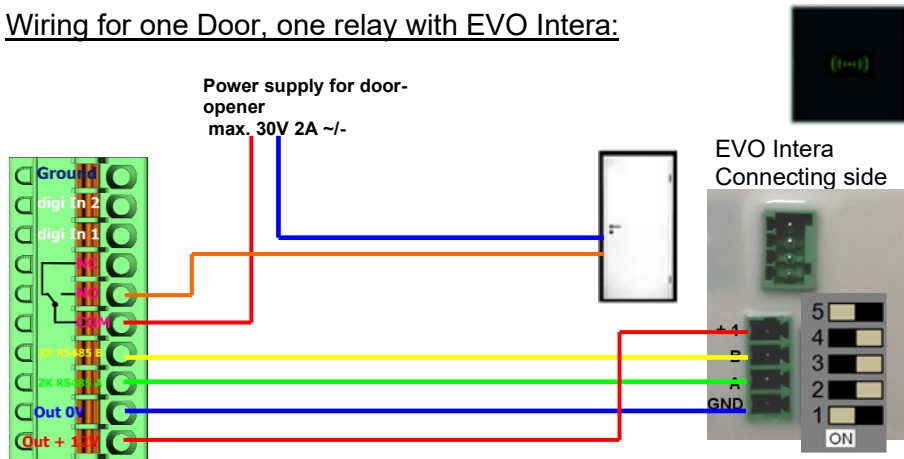 Wiring for one Door, one relay with EVO Intera:
Power supply for door-
opener
max. 30V 2A ~/-
EVO Intera
Connecting side
Ground
digi In 2
digi In 1
NC
NO
COM
ZK RS485 B
ZK RS485 A
Out 0V
Out + 12V
+ 1
B
A
GND
5
4
3
2
1
ON